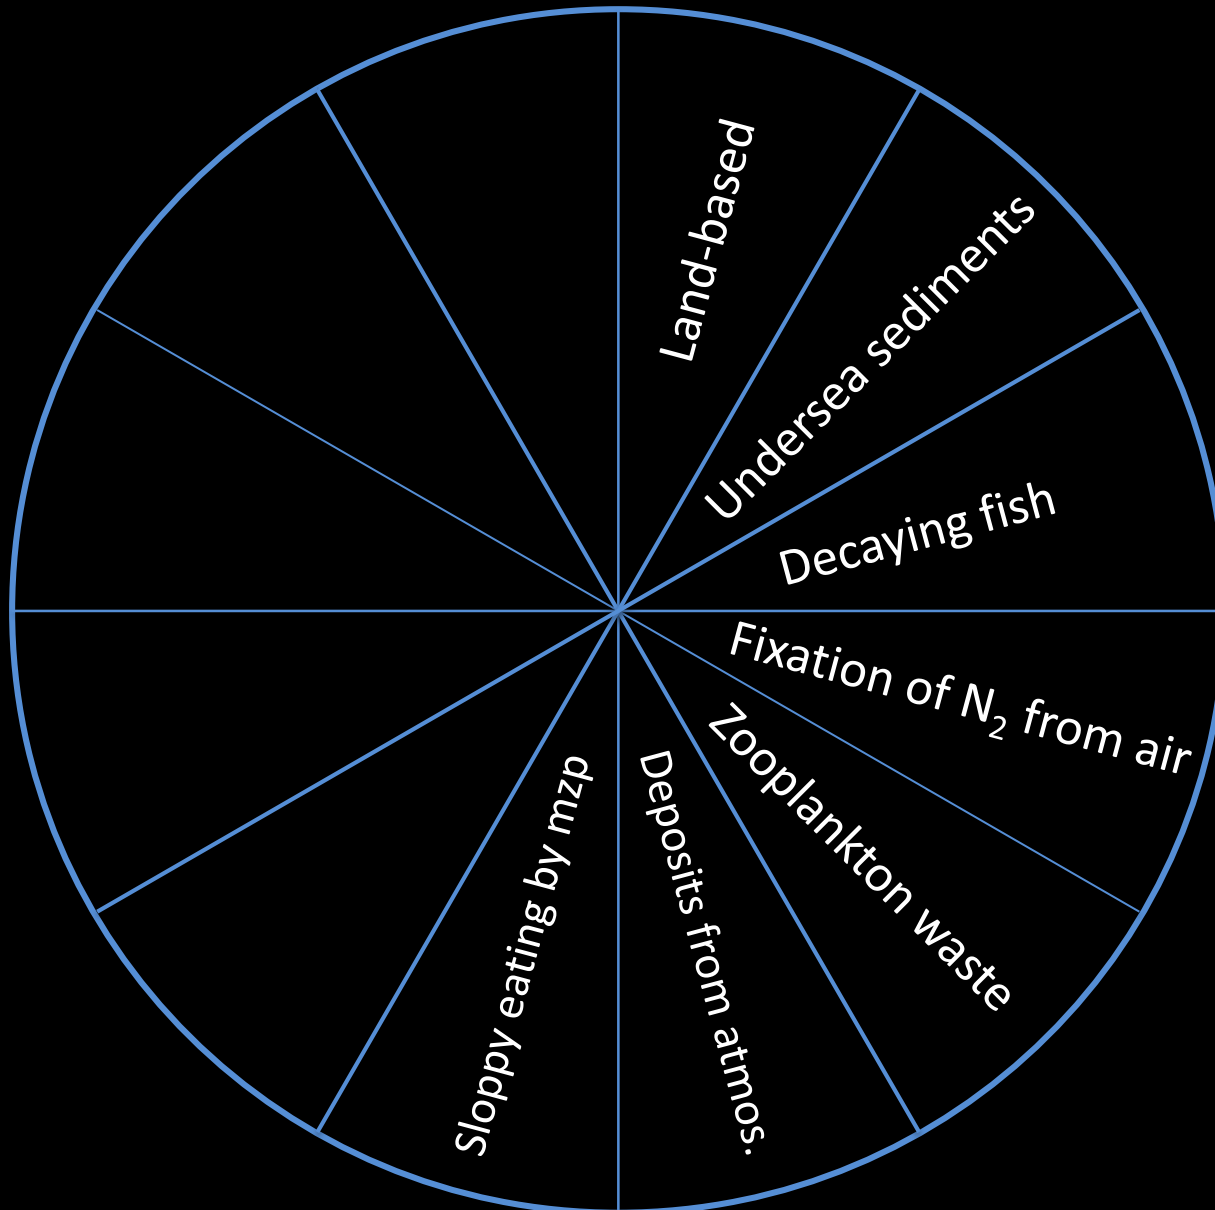 Land-based
Undersea sediments
Decaying fish
Fixation of N₂ from air
Zooplankton waste
Deposits from atmos.
Sloppy eating by mzp